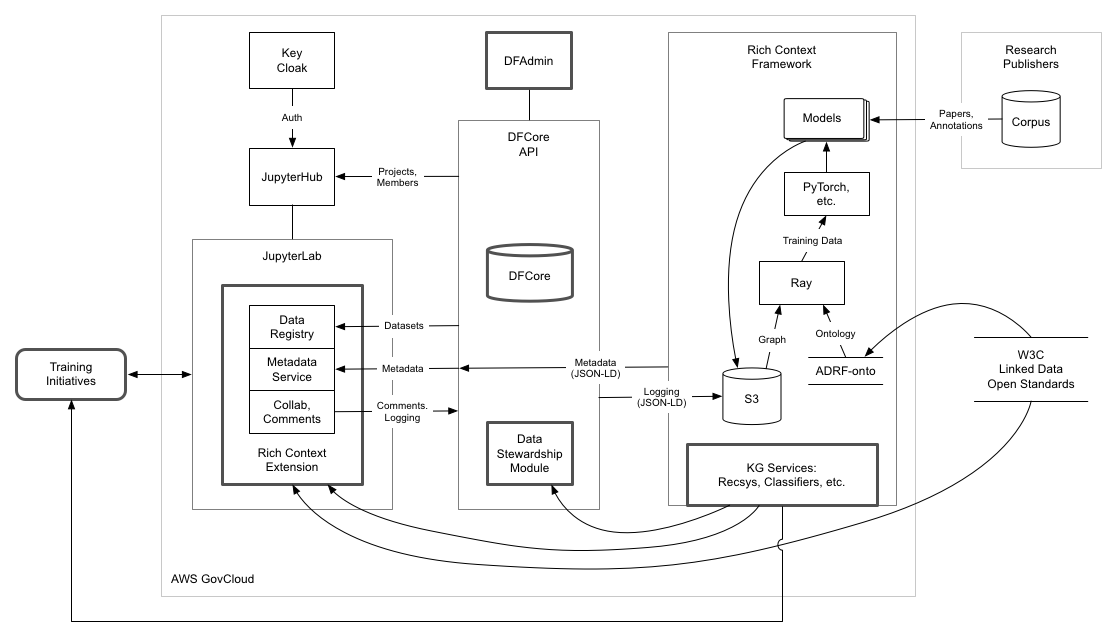 Key
Cloak
Auth
JupyterHub
Projects,
Members
DFAdmin
DFCore
API
DFCore
JupyterLab
Data
Registry
Metadata
Service
Collab,
Comments
Rich Context
Extension
Datasets
Metadata
Comments.
Logging
Training
Initiatives
Data
Stewardship
Module
Metadata
(JSON-LD)
Logging
(JSON-LD)
Rich Context
Framework
Models
PyTorch,
etc.
Training Data
Ray
Graph
Ontology
ADRF-onto
S3
KG Services:
Recsys, Classifiers, etc.
Research
Publishers
Papers,
Annotations
Corpus
W3C
Linked Data
Open Standards
AWS GovCloud